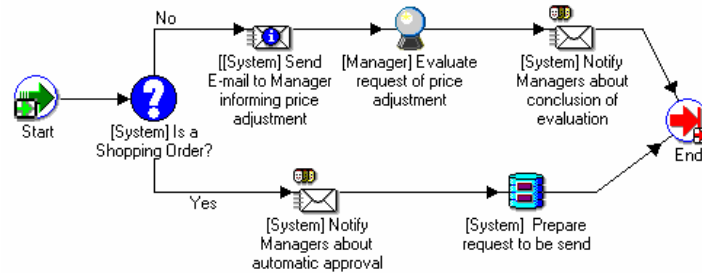 No
[[System] Send
E-mail to Manager
informing price
adjustment
[Manager] Evaluate
request of price
adjustment
[System] Notify
Managers about
conclusion of
evaluation
Start
[System] Is a
Shopping Order?
End
Yes
[System] Notify
Managers about
automatic approval
[System] Prepare
request to be send